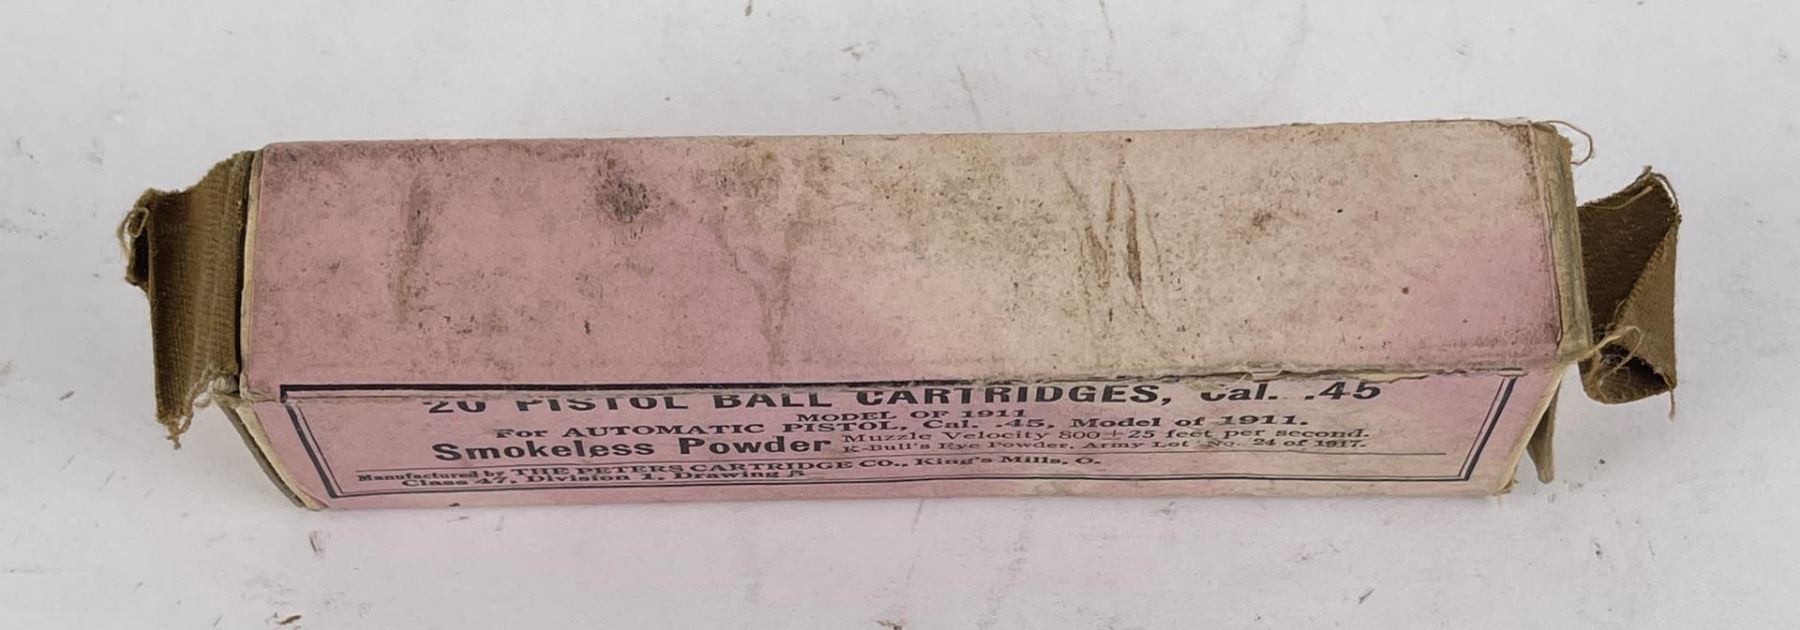 20 PISTOL BALL CARTRIDGES, Cal. .45
MODEL OF 1911
For AUTOMATIC PISTOL, Cal. .45, Model of 1911.
Smokeless Powder Muzzle Velocity 800±25 feet per second.
K-Bull's Eye Powder, Army Lot No. 24 of 1917.
Manufactured by THE PETERS CARTRIDGE CO., King's Mills, O.
Class 47, Division 1, Drawing 5